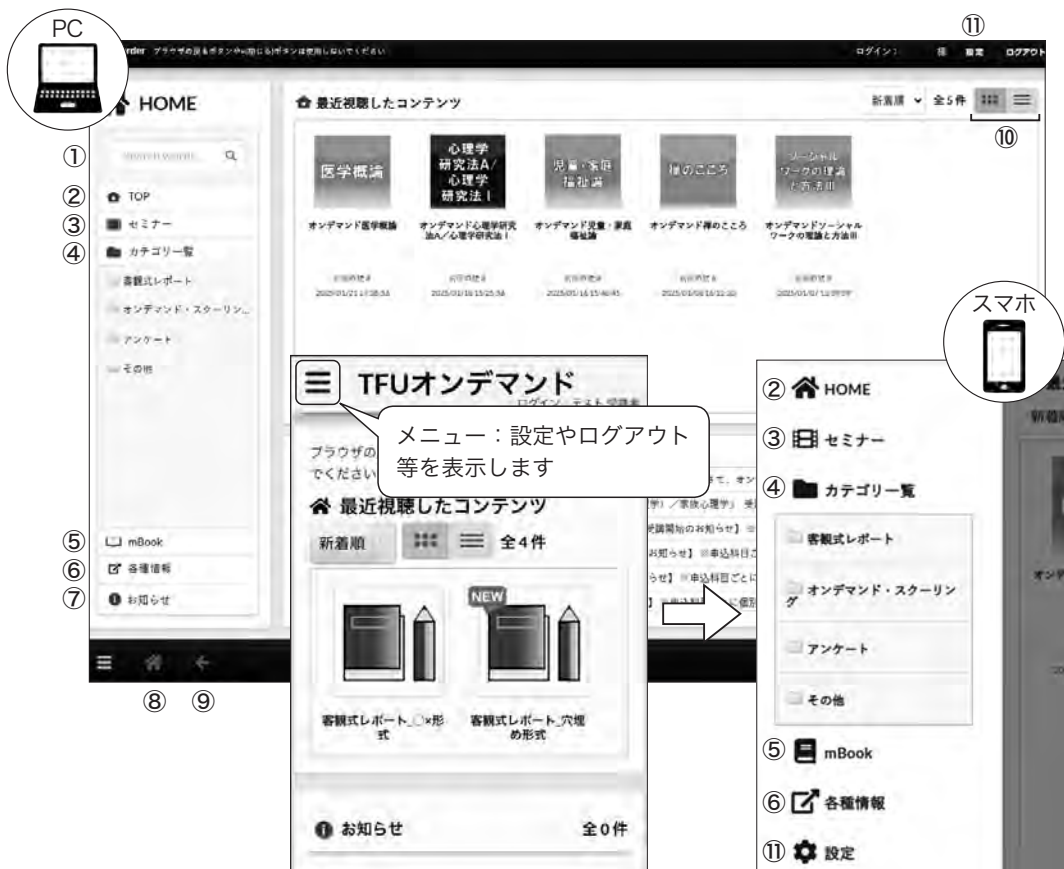 PC
⑪
rder ブラウザの戻るボタンや×(閉じる)ボタンは使用しないでください
ログイン: 様 設定 ログアウト
HOME
最近視聴したコンテンツ
新着順 全5件
⑩
①
② TOP
③ セミナー
④ カテゴリ一覧
客観式レポート
オンデマンド・スクーリン...
アンケート
その他
医学概論
心理学
研究法A/
心理学
研究法Ⅰ
児童・家庭
福祉論
禅のこころ
ソーシャル
ワークの理論
と方法Ⅲ
オンデマンド医学概論
オンデマンド心理学研究
法A/心理学研究法Ⅰ
オンデマンド児童・家庭
福祉論
オンデマンド禅のこころ
オンデマンドソーシャル
ワークの理論と方法Ⅲ
⑤ mBook
⑥ 各種情報
⑦ お知らせ
⑧ ⑨
TFUオンデマンド
メニュー：設定やログアウト
等を表示します
ブラウザの
でください
最近視聴したコンテンツ
新着順 全4件
NEW
客観式レポート_○×形
式
客観式レポート_穴埋
め形式
お知らせ 全0件
スマホ
② HOME
③ セミナー
④ カテゴリ一覧
客観式レポート
オンデマンド・スクーリン
グ
アンケート
その他
⑤ mBook
⑥ 各種情報
⑪ 設定